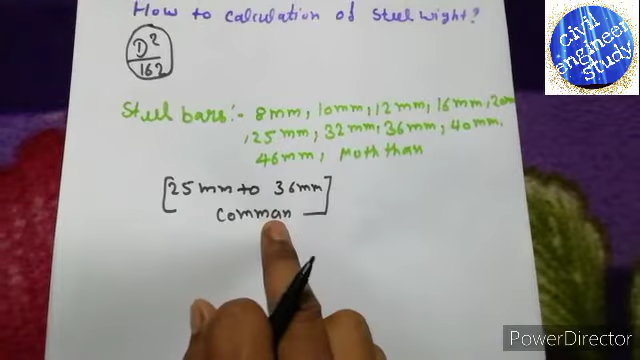 How to calculation of steel wight?
D²
162
Steel bars:- 8mm, 10mm, 12mm, 16mm, 20mm
, 25mm, 32mm, 36mm, 40mm,
46mm, Moth than
[25mm to 36mm
comman]
civil
engineer
study
PowerDirector